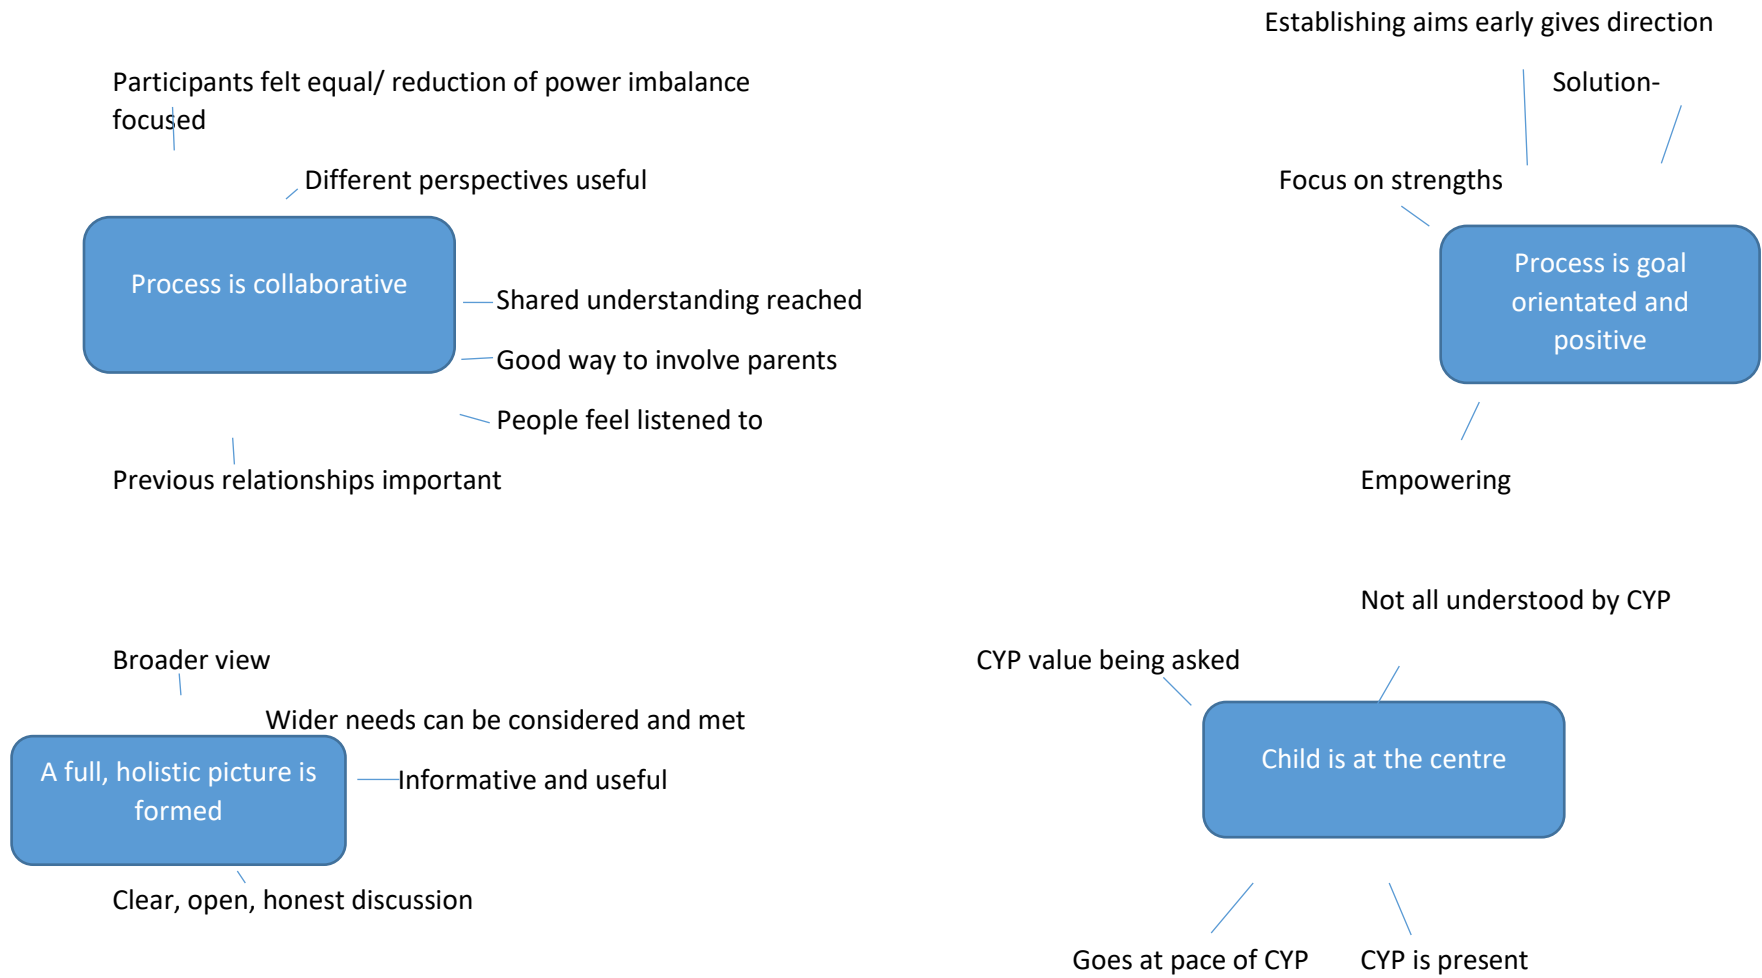 Establishing aims early gives direction
Participants felt equal/ reduction of power imbalance
Solution-
focused
Different perspectives useful
Focus on strengths
Process is collaborative
Process is goal
orientated and
positive
Shared understanding reached
Good way to involve parents
People feel listened to
Previous relationships important
Empowering
Not all understood by CYP
Broader view
CYP value being asked
Wider needs can be considered and met
A full, holistic picture is
formed
Informative and useful
Child is at the centre
Clear, open, honest discussion
Goes at pace of CYP
CYP is present